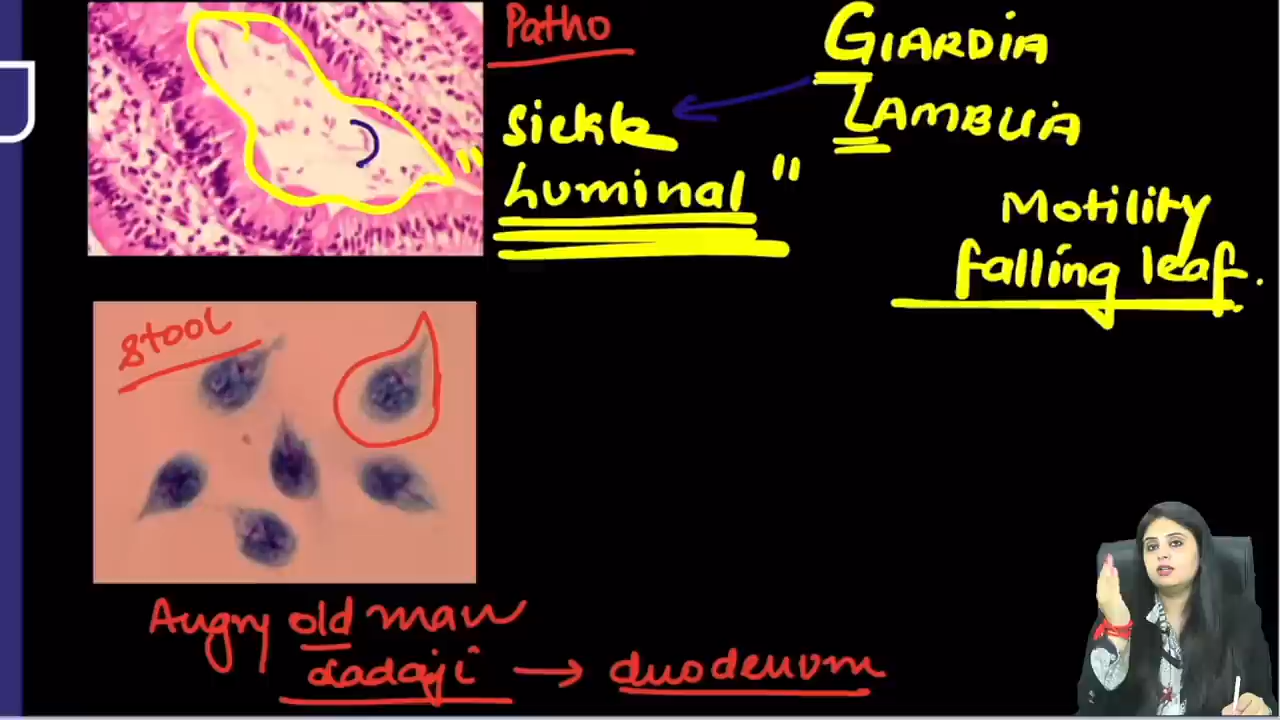 Patho
GIARDIA
LAMBLIA
Sickle
"luminal"
Motility
falling leaf.
Stool
Angry old man
dadaji → duodenum